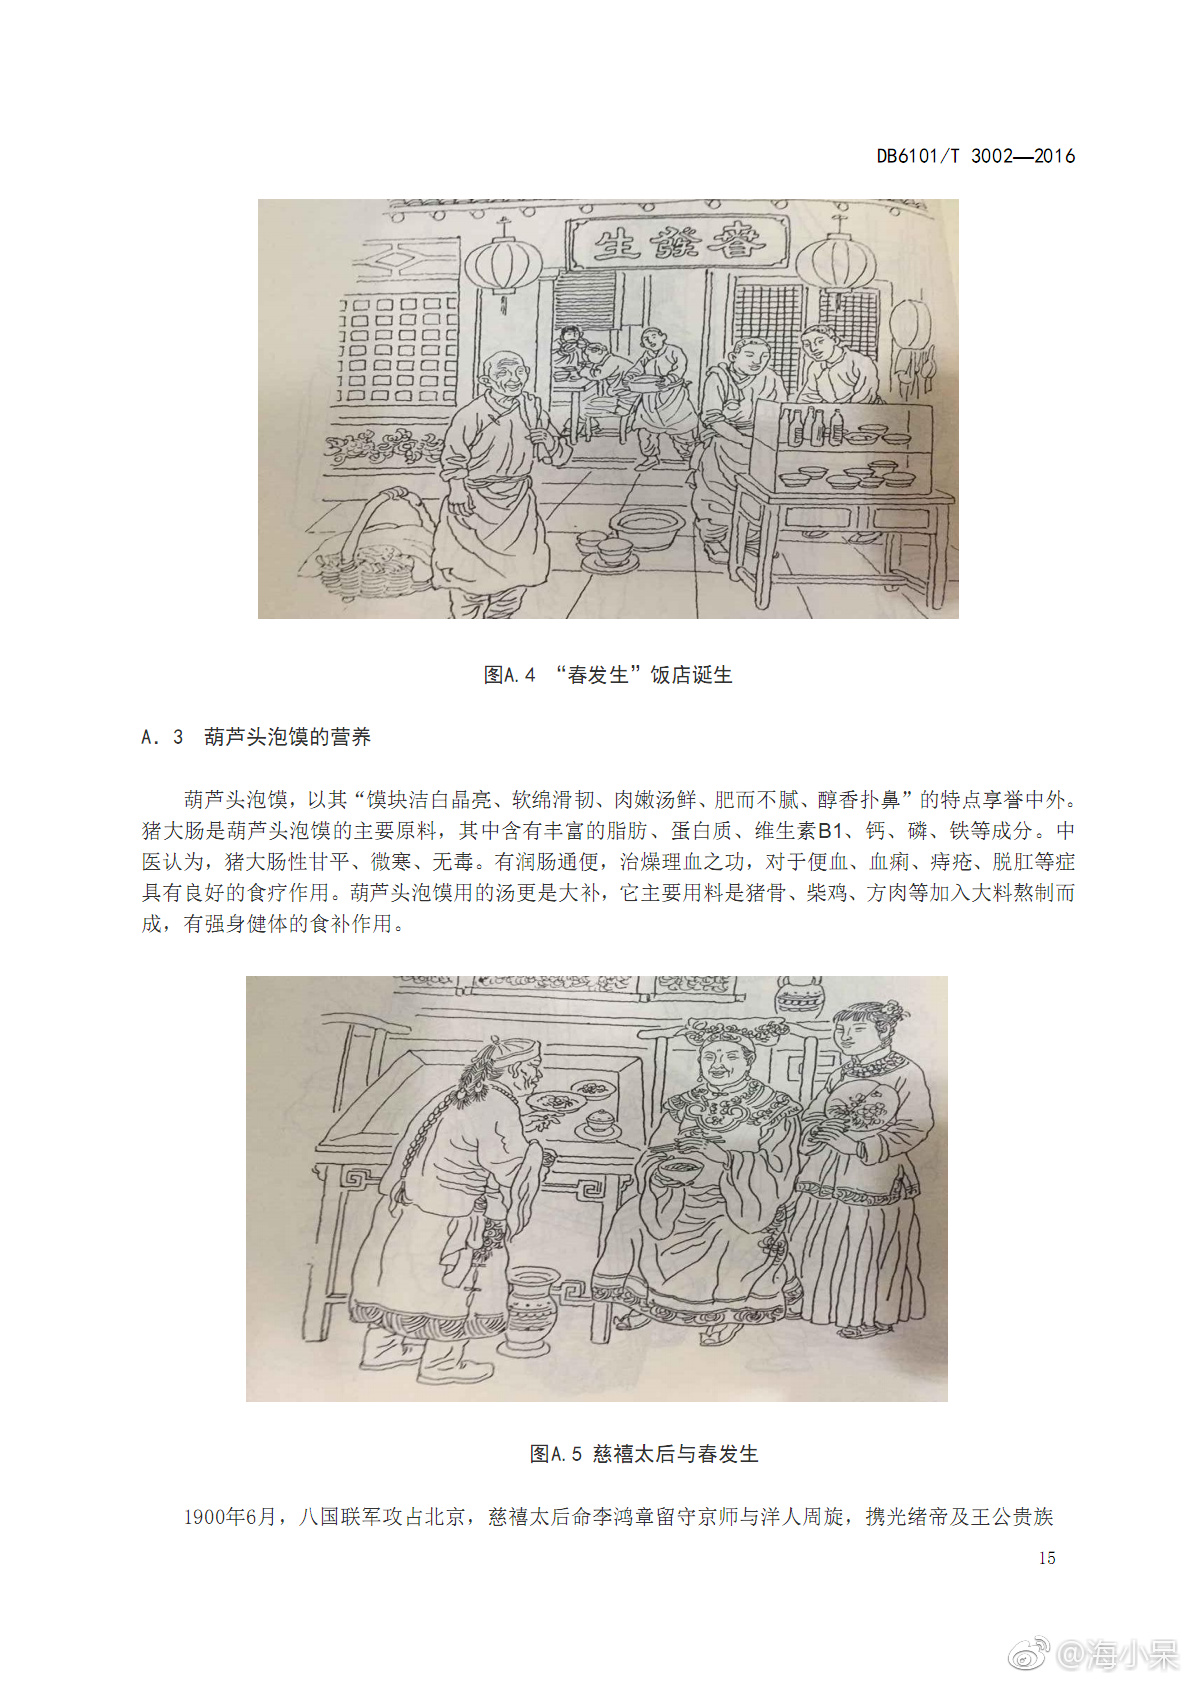 DB6101/T 3002—2016
春發生
图A.4 “春发生”饭店诞生
A．3 葫芦头泡馍的营养
葫芦头泡馍，以其“馍块洁白晶亮、软绵滑韧、肉嫩汤鲜、肥而不腻、醇香扑鼻”的特点享誉中外。
猪大肠是葫芦头泡馍的主要原料，其中含有丰富的脂肪、蛋白质、维生素B1、钙、磷、铁等成分。中
医认为，猪大肠性甘平、微寒、无毒。有润肠通便，治燥理血之功，对于便血、血痢、痔疮、脱肛等症
具有良好的食疗作用。葫芦头泡馍用的汤更是大补，它主要用料是猪骨、柴鸡、方肉等加入大料熬制而
成，有强身健体的食补作用。
图A.5 慈禧太后与春发生
1900年6月，八国联军攻占北京，慈禧太后命李鸿章留守京师与洋人周旋，携光绪帝及王公贵族
15
@海小呆